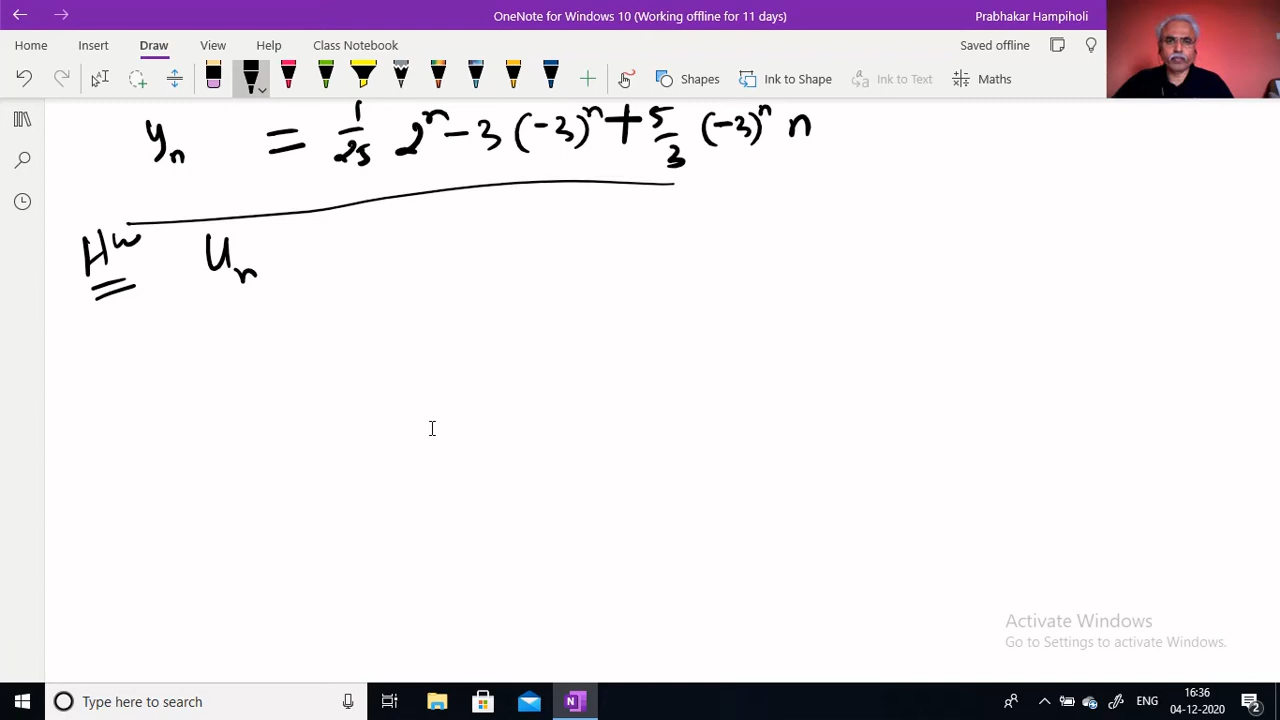 OneNote for Windows 10 (Working offline for 11 days)
Prabhakar Hampiholi
Home Insert Draw View Help Class Notebook Saved offline
Shapes Ink to Shape Ink to Text Maths
yₙ = 1/25 2ⁿ - 3 (-3)ⁿ + 5/3 (-3)ⁿ n
Hw Uₙ
Activate Windows
Go to Settings to activate Windows.
Type here to search
ENG 16:36
04-12-2020 2